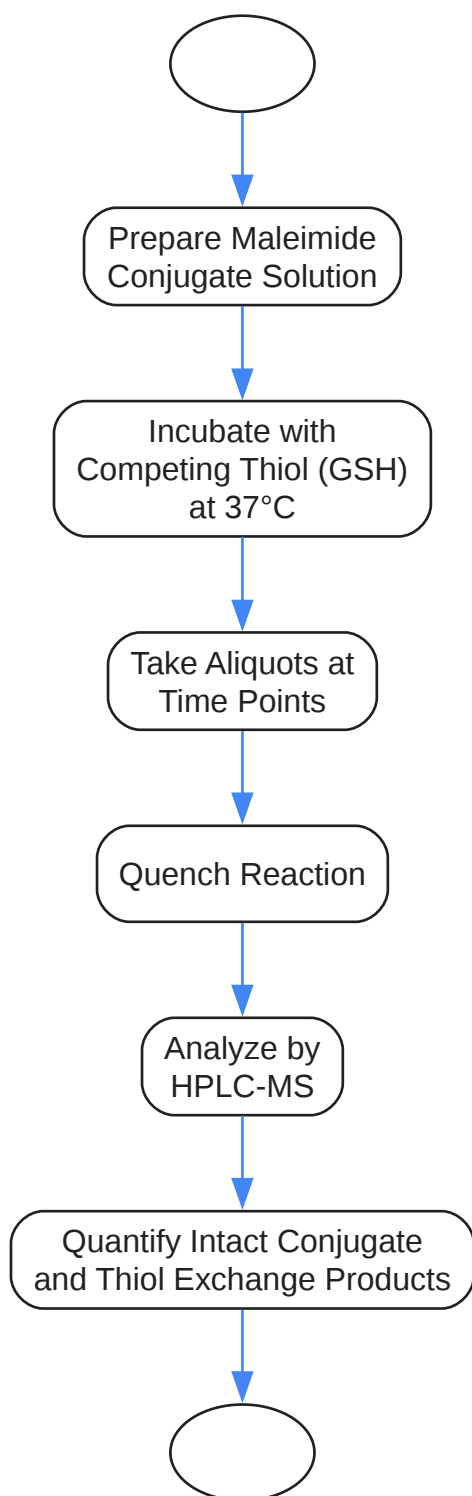 Prepare Maleimide
Conjugate Solution
Incubate with
Competing Thiol (GSH)
at 37°C
Take Aliquots at
Time Points
Quench Reaction
Analyze by
HPLC-MS
Quantify Intact Conjugate
and Thiol Exchange Products